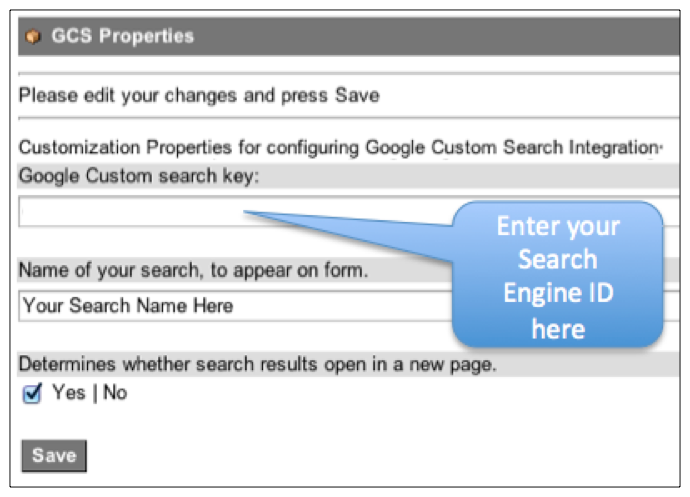 GCS Properties
Please edit your changes and press Save
Customization Properties for configuring Google Custom Search Integration.
Google Custom search key:
Enter your
Search
Engine ID
here
Name of your search, to appear on form.
Your Search Name Here
Determines whether search results open in a new page.
Yes | No
Save